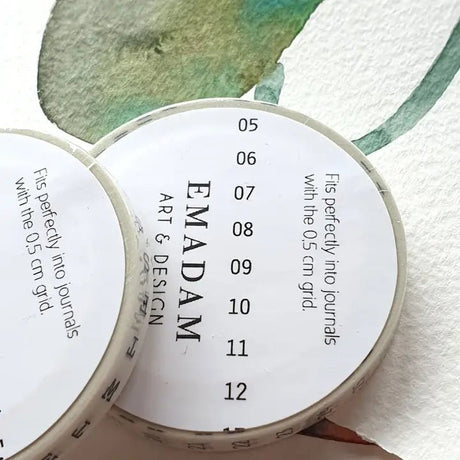 Fits perfectly into journals
with the 0.5 cm grid.
EMADAM
ART & DESIGN
05
06
07
08
09
10
11
12
Fits perfectly into journals
with the 0.5 cm grid.